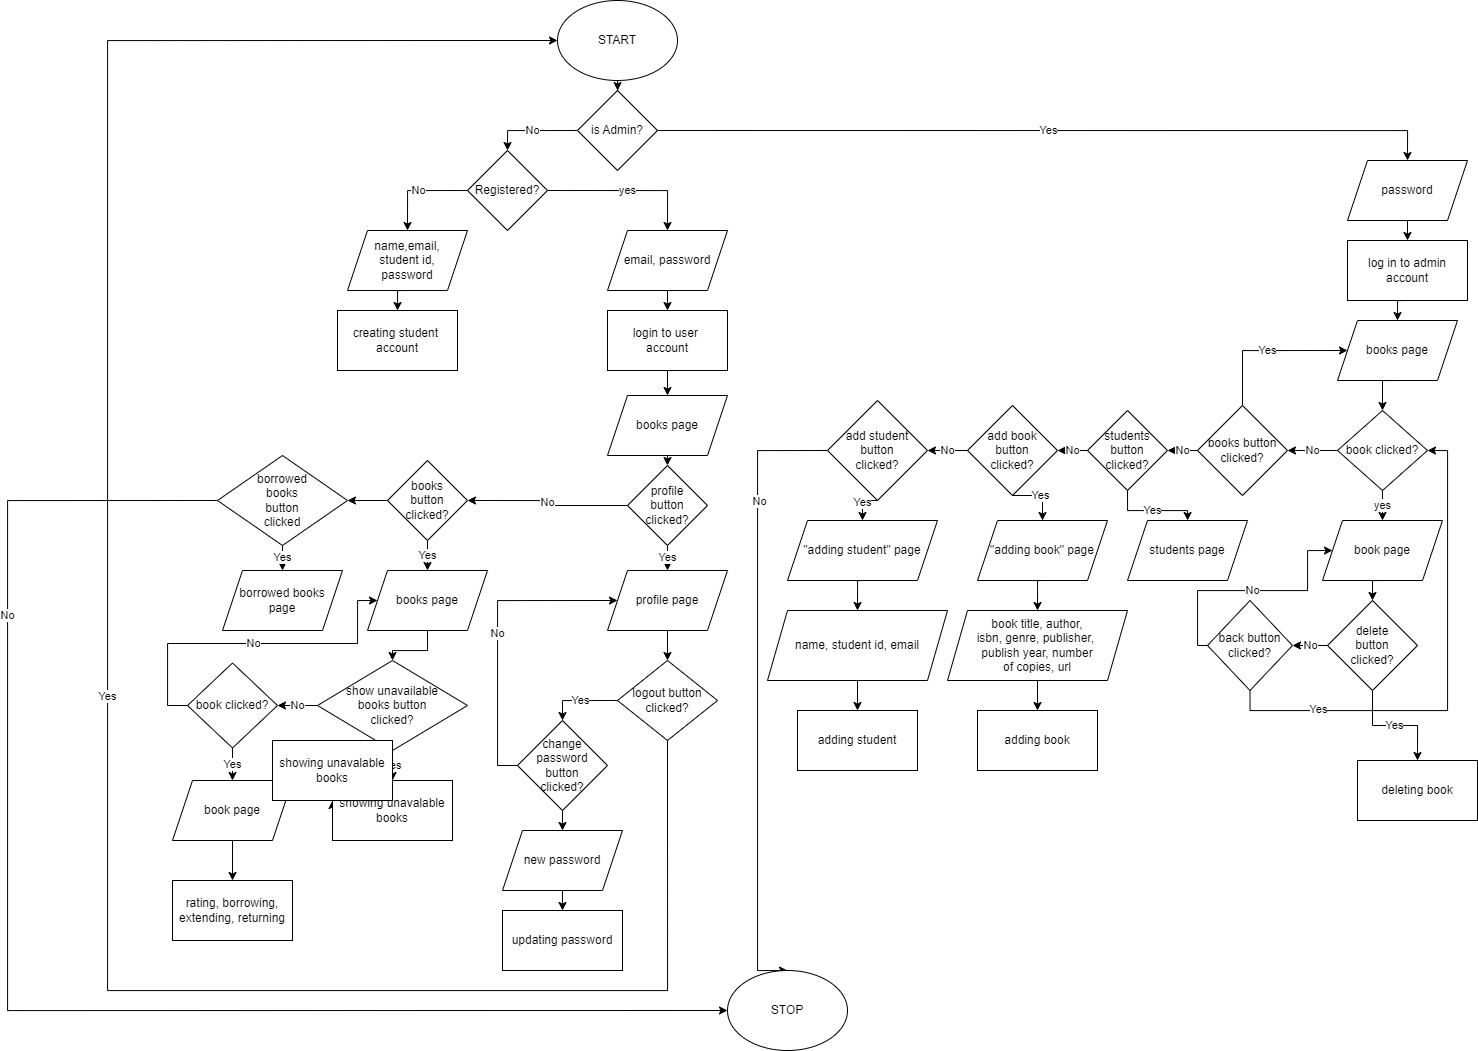 START
is Admin?
No
Yes
Registered?
No
yes
password
name,email,
student id,
password
email, password
log in to admin
account
creating student
account
login to user
account
books page
Yes
books page
add student
button
clicked?
No
add book
button
clicked?
No
students
button
clicked?
No
books button
clicked?
No
book clicked?
borrowed
books
button
clicked
books
button
clicked?
No
profile
button
clicked?
No
Yes
Yes
Yes
yes
Yes
Yes
Yes
"adding student" page
"adding book" page
students page
book page
borrowed books
page
books page
profile page
No
No
No
No
name, student id, email
book title, author,
isbn, genre, publisher,
publish year, number
of copies, url
back button
clicked?
No
delete
button
clicked?
Yes
book clicked?
No
show unavailable
books button
clicked?
Yes
logout button
clicked?
Yes
Yes
adding student
adding book
change
password
button
clicked?
Yes
showing unavalable
books
es
deleting book
book page
showing unavalable
books
new password
rating, borrowing,
extending, returning
updating password
STOP